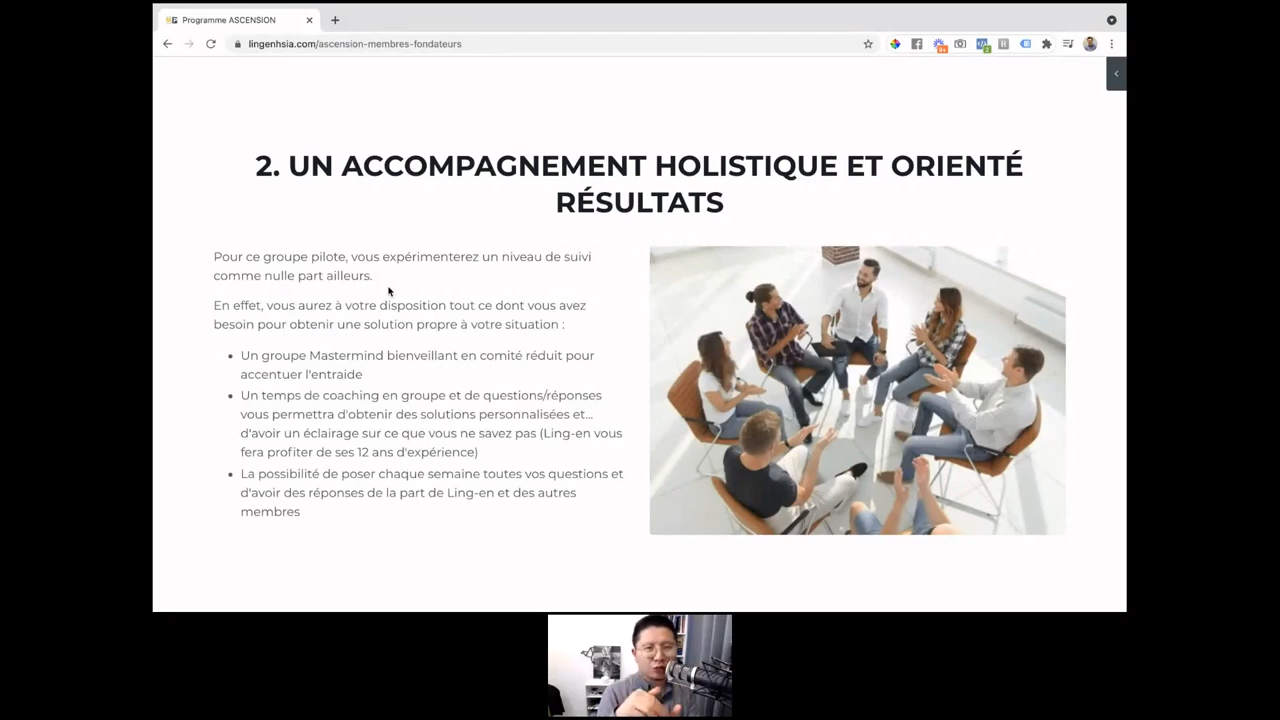 Programme ASCENSION
lingenhsia.com/ascension-membres-fondateurs
9+
2
2. UN ACCOMPAGNEMENT HOLISTIQUE ET ORIENTÉ
RÉSULTATS
Pour ce groupe pilote, vous expérimenterez un niveau de suivi
comme nulle part ailleurs.
En effet, vous aurez à votre disposition tout ce dont vous avez
besoin pour obtenir une solution propre à votre situation :
• Un groupe Mastermind bienveillant en comité réduit pour
accentuer l'entraide
• Un temps de coaching en groupe et de questions/réponses
vous permettra d'obtenir des solutions personnalisées et...
d'avoir un éclairage sur ce que vous ne savez pas (Ling-en vous
fera profiter de ses 12 ans d'expérience)
• La possibilité de poser chaque semaine toutes vos questions et
d'avoir des réponses de la part de Ling-en et des autres
membres